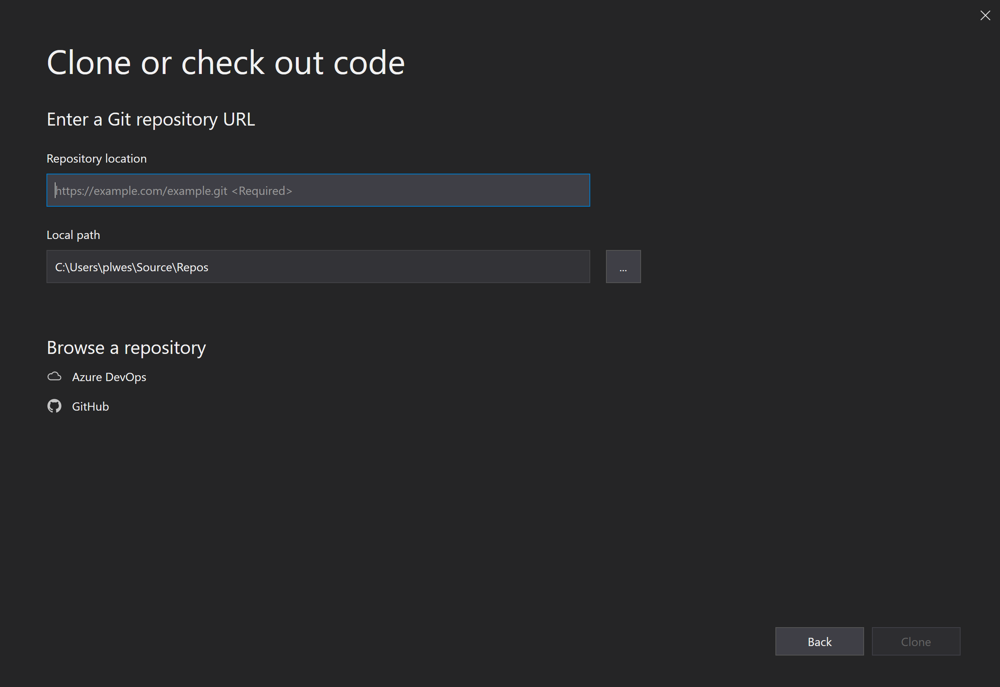 Clone or check out code
Enter a Git repository URL
Repository location
https://example.com/example.git <Required>
Local path
C:\Users\plwes\Source\Repos
...
Browse a repository
Azure DevOps
GitHub
Back
Clone